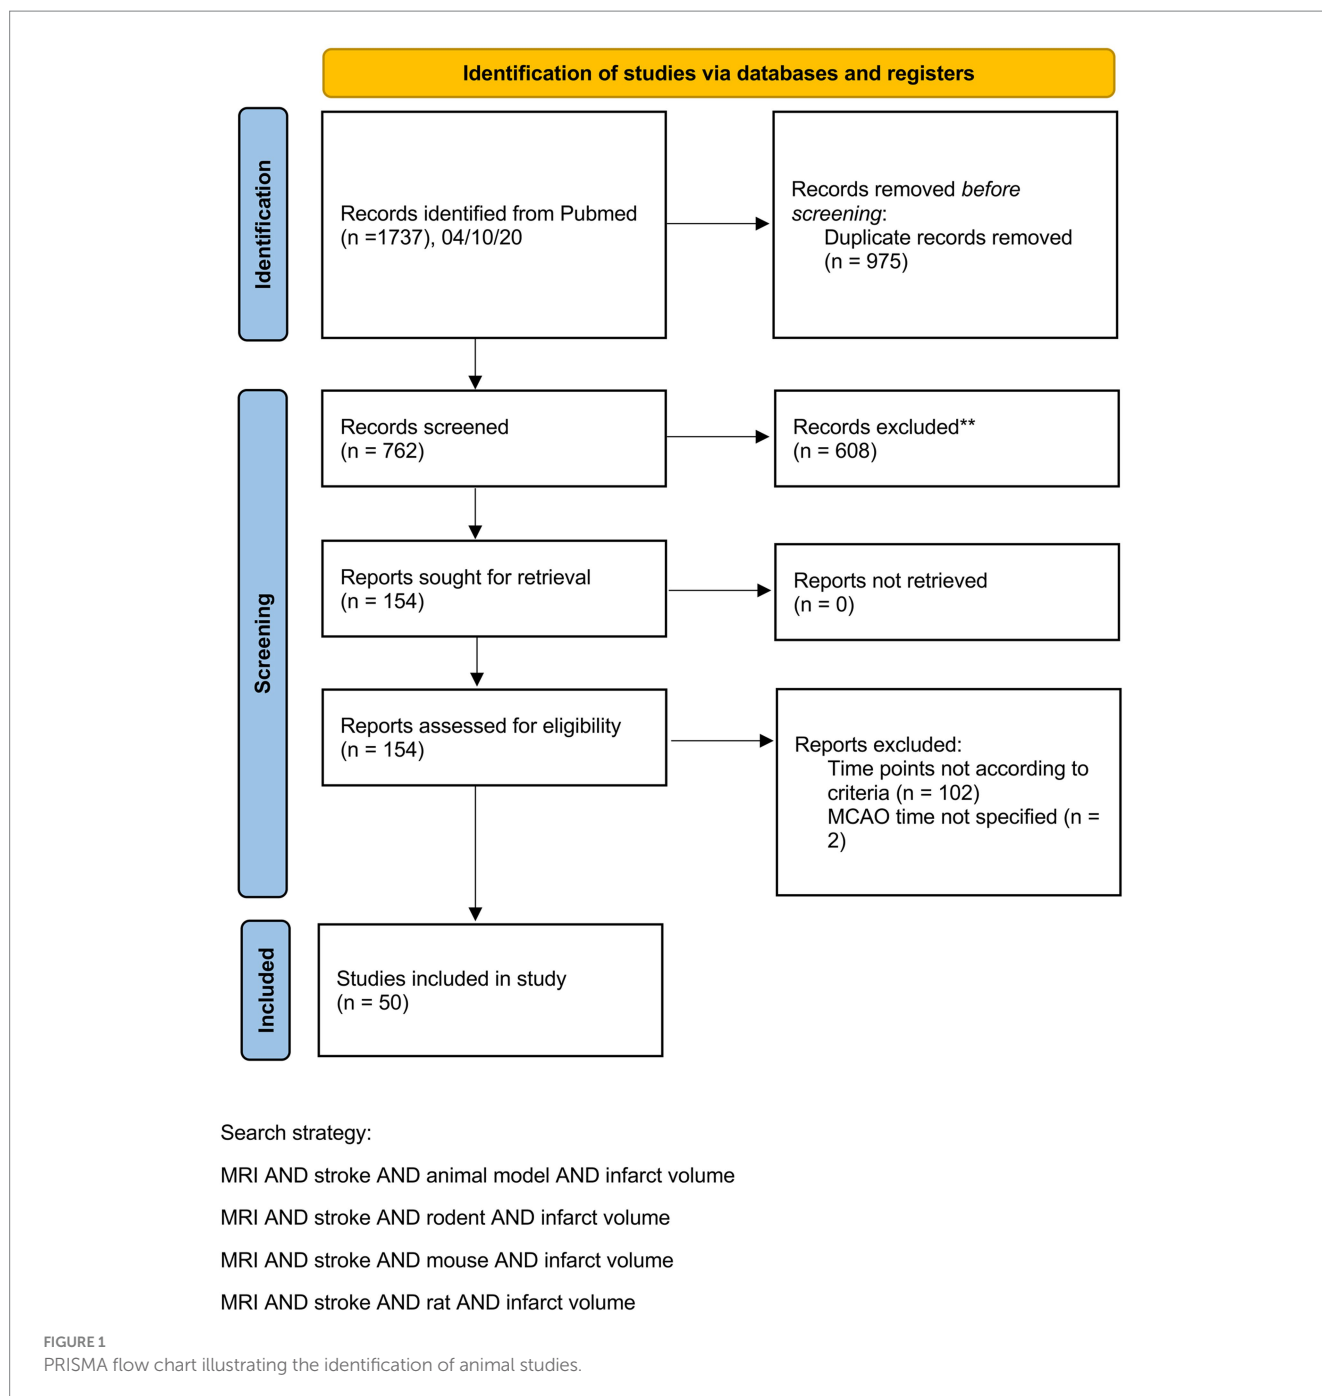 Identification of studies via databases and registers
Identification
Records identified from Pubmed
(n =1737), 04/10/20
Records removed before
screening:
Duplicate records removed
(n = 975)
Screening
Records screened
(n = 762)
Records excluded**
(n = 608)
Reports sought for retrieval
(n = 154)
Reports not retrieved
(n = 0)
Reports assessed for eligibility
(n = 154)
Reports excluded:
Time points not according to
criteria (n = 102)
MCAO time not specified (n =
2)
Included
Studies included in study
(n = 50)
Search strategy:
MRI AND stroke AND animal model AND infarct volume
MRI AND stroke AND rodent AND infarct volume
MRI AND stroke AND mouse AND infarct volume
MRI AND stroke AND rat AND infarct volume
FIGURE 1
PRISMA flow chart illustrating the identification of animal studies.